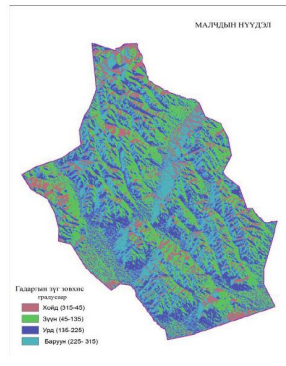 МАЛЧДЫН НҮҮДЭЛ
Гадаргын зүг зовхис
градусаар
Хойд (315-45)
Зүүн (45-135)
Урд (135-225)
Баруун (225- 315)